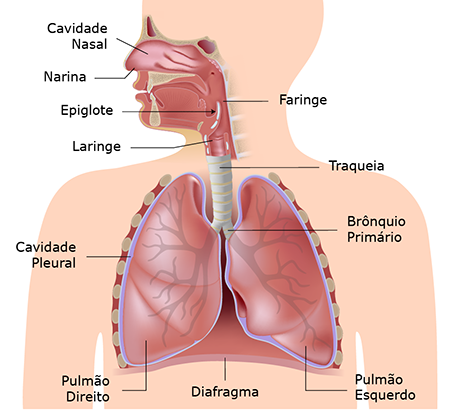 Cavidade
Nasal
Narina
Epiglote
Laringe
Faringe
Traqueia
Brônquio
Primário
Cavidade
Pleural
Pulmão
Direito
Diafragma
Pulmão
Esquerdo